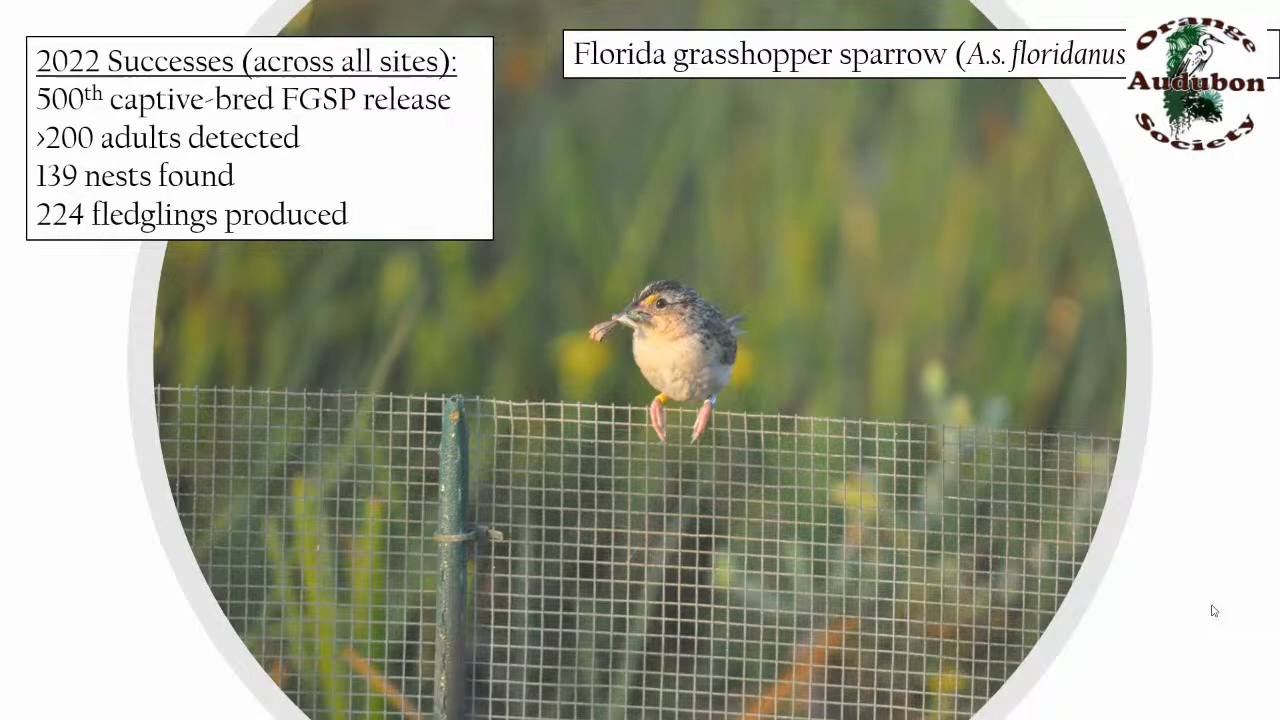 2022 Successes (across all sites):
500th captive-bred FGSP release
>200 adults detected
139 nests found
224 fledglings produced
Florida grasshopper sparrow (A.s. floridanus
Orange
Audubon
Society